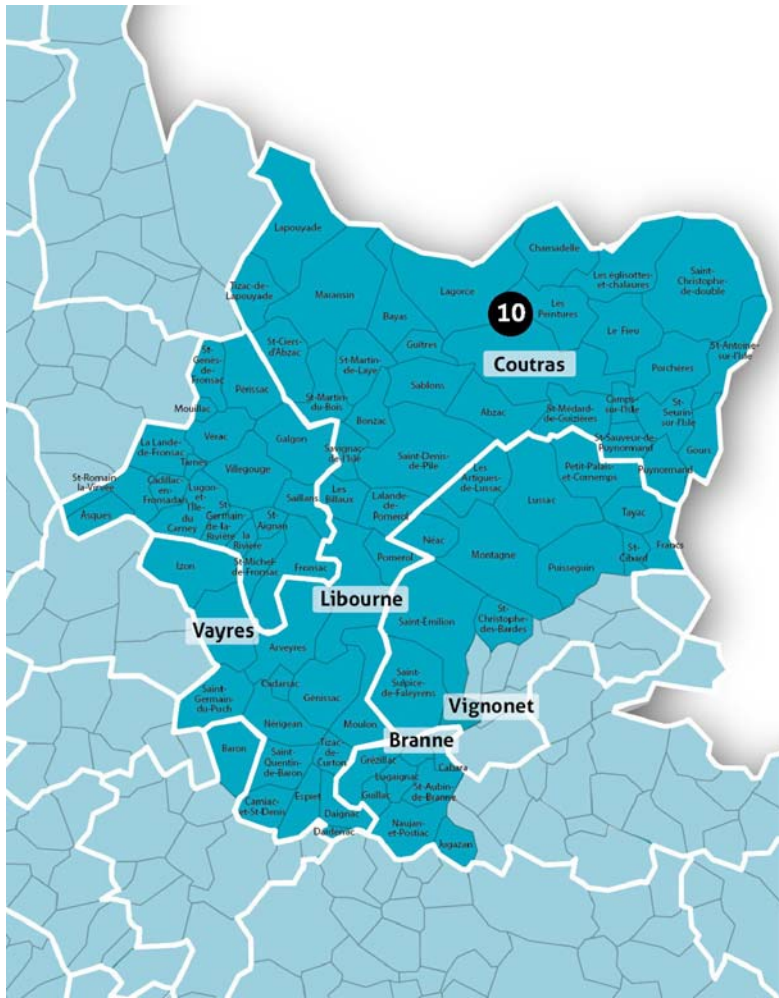 Lapouyade
Chamadelle
Les églisottes-
et-chalaures
Saint-
Christophe-
de-double
Tizac-de-
Lapouyade
Maransin
Lagorce
10
Les
Peintures
Bayas
Le Fieu
St-Antoine-
sur-l'Isle
St-Ciers-
d'Abzac
Guîtres
Coutras
Porchères
St-
Genès-
de-
Fronsac
St-Martin-
de-Laye
Périssac
Sablons
St-Martin-
du-Bois
Abzac
St-Médard-
de-Guizières
Camps-
sur-l'Isle
St-
Seurin-
sur-l'Isle
Mouillac
Bonzac
St-Sauveur-de-
Puynormand
La Lande-
de-Fronsac
Vérac
Galgon
Savignac-
de-l'Isle
Saint-Denis-
de-Pile
Gours
Tarnès
Villegouge
Les
Artigues-
de-Lussac
Petit-Palais-
et-Cornemps
Puynormand
St-Romain-
la-Virvée
Cadillac-
en-
Fronsadais
Lugon-
et-
l'Ile-
du
Carney
Saillans
Les
Billaux
Lalande-
de-
Pomerol
Lussac
Tayac
Asques
St-
Germain-
de-la-
Rivière
St-
Aignan
la
Rivière
Néac
St-
Cibard
Francs
Izon
St-Michel-
de-Fronsac
Fronsac
Pomerol
Montagne
Puisseguin
Libourne
St-
Christophe-
des-Bardes
Vayres
Saint-Emilion
Arveyres
Saint-
Germain-
du-Puch
Cadarsac
Génissac
Saint-
Sulpice-
de-Faleyrens
Vignonet
Nérigean
Moulon
Branne
Baron
Saint-
Quentin-
de-Baron
Tizac-
de-
Curton
Grézillac
Cabara
Lugaignac
Camiac-
et-St-Denis
Espiet
Guillac
St-Aubin-
de-Branne
Daignac
Naujan-
et-Postiac
Dardenac
Jugazan